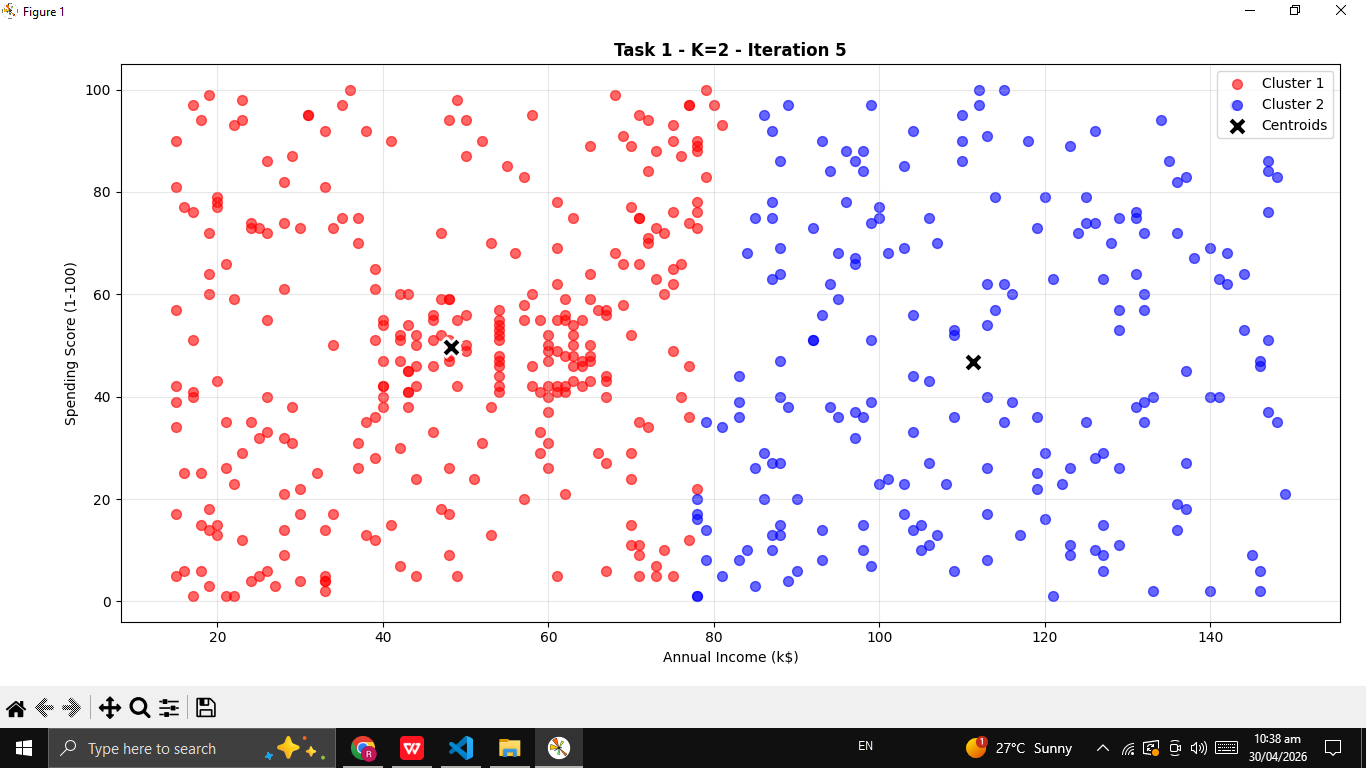 Figure 1
Task 1 - K=2 - Iteration 5
Cluster 1
Cluster 2
Centroids
Spending Score (1-100)
100
80
60
40
20
0
20 40 60 80 100 120 140
Annual Income (k$)
Type here to search
R
W
EN
1
27°C Sunny
10:38 am
30/04/2026